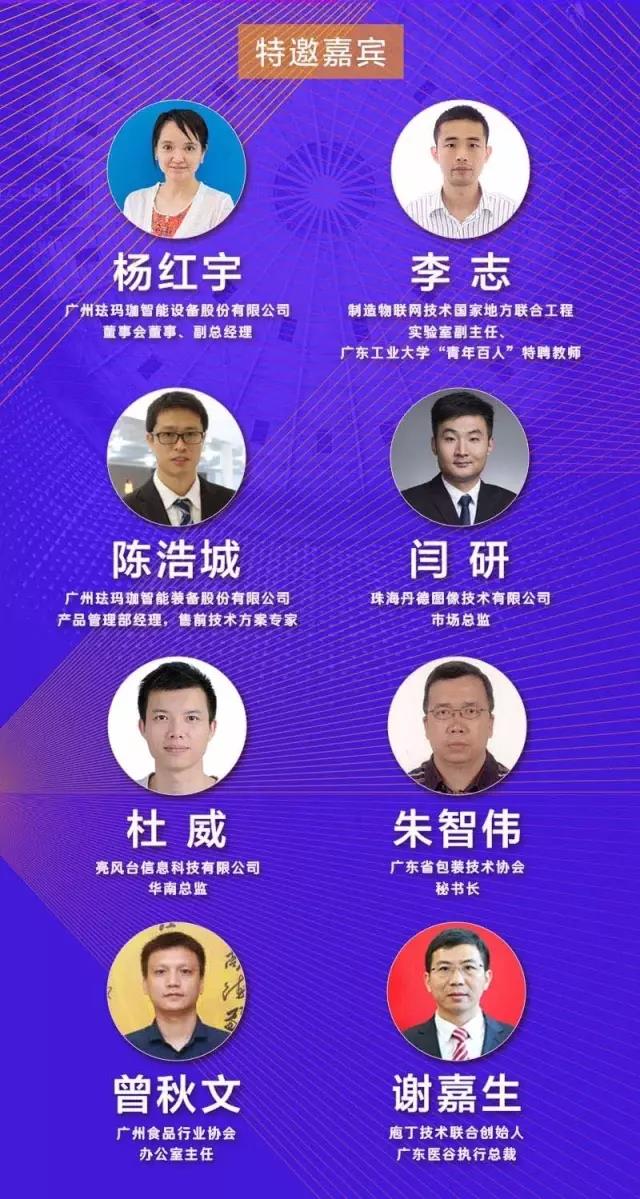 特邀嘉宾
杨红宇
广州珐玛珈智能设备股份有限公司
董事会董事、副总经理
李 志
制造物联网技术国家地方联合工程
实验室副主任、
广东工业大学“青年百人”特聘教师
陈浩城
广州珐玛珈智能装备股份有限公司
产品管理部经理,售前技术方案专家
闫 研
珠海丹德图像技术有限公司
市场总监
杜 威
亮风台信息科技有限公司
华南总监
朱智伟
广东省包装技术协会
秘书长
曾秋文
广州食品行业协会
办公室主任
谢嘉生
庖丁技术联合创始人
广东医谷执行总裁